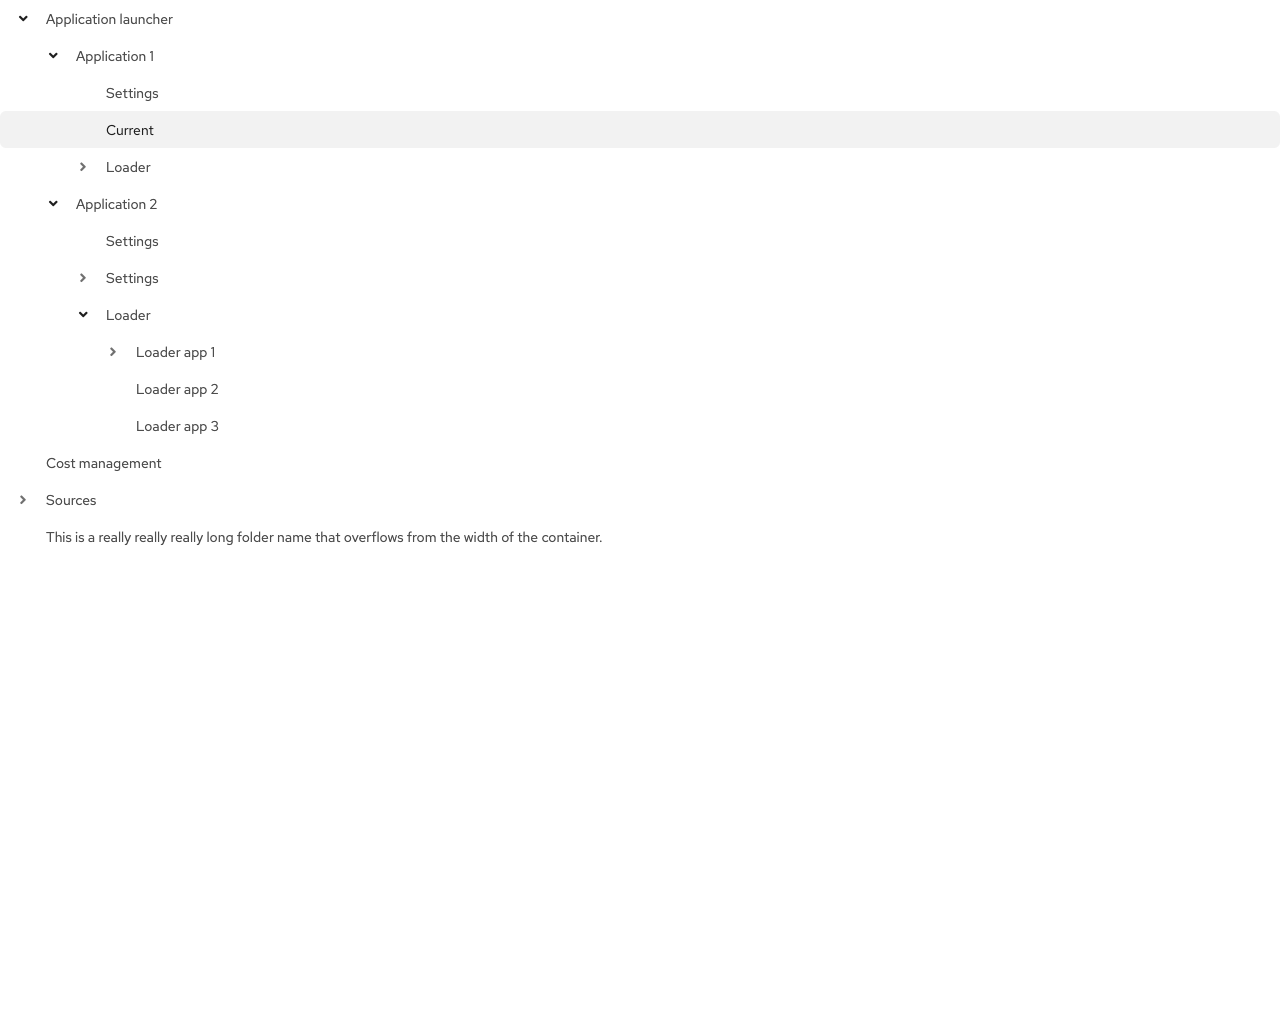 Application launcher
Application 1
Settings
Current
Loader
Application 2
Settings
Settings
Loader
Loader app 1
Loader app 2
Loader app 3
Cost management
Sources
This is a really really really long folder name that overflows from the width of the container.